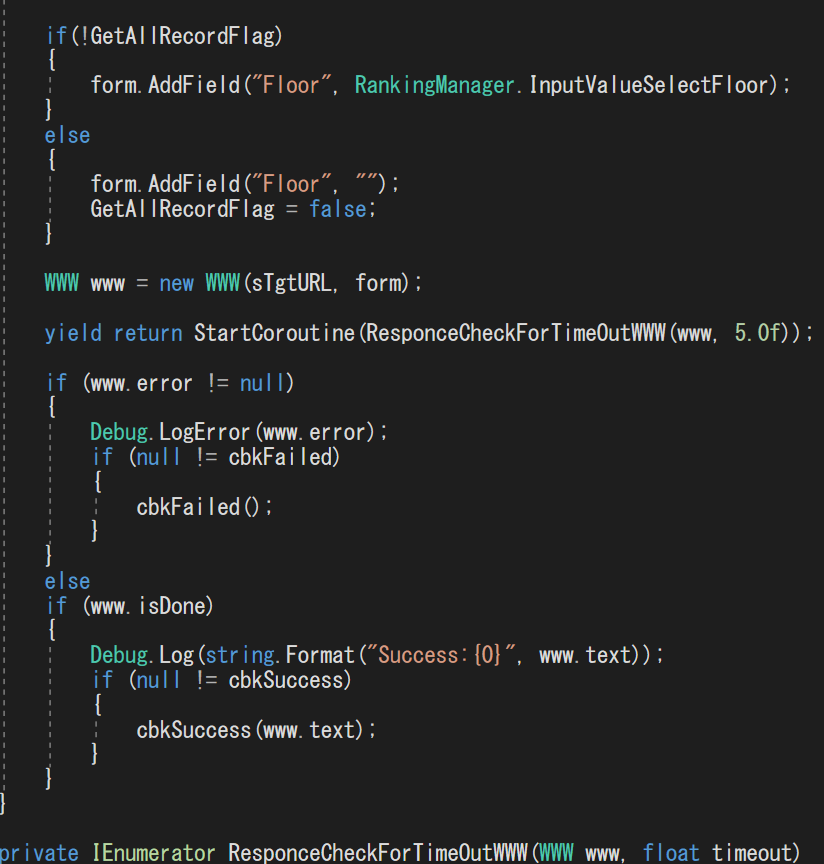 if(!GetAllRecordFlag)
{
form.AddField("Floor", RankingManager.InputValueSelectFloor);
}
else
{
form.AddField("Floor", "");
GetAllRecordFlag = false;
}
WWW www = new WWW(sTgtURL, form);
yield return StartCoroutine(ResponceCheckForTimeOutWWW(www, 5.0f));
if (www.error != null)
{
Debug.LogError(www.error);
if (null != cbkFailed)
{
cbkFailed();
}
}
else
if (www.isDone)
{
Debug.Log(string.Format("Success:{0}", www.text));
if (null != cbkSuccess)
{
cbkSuccess(www.text);
}
}
}
private IEnumerator ResponceCheckForTimeOutWWW(WWW www, float timeout)